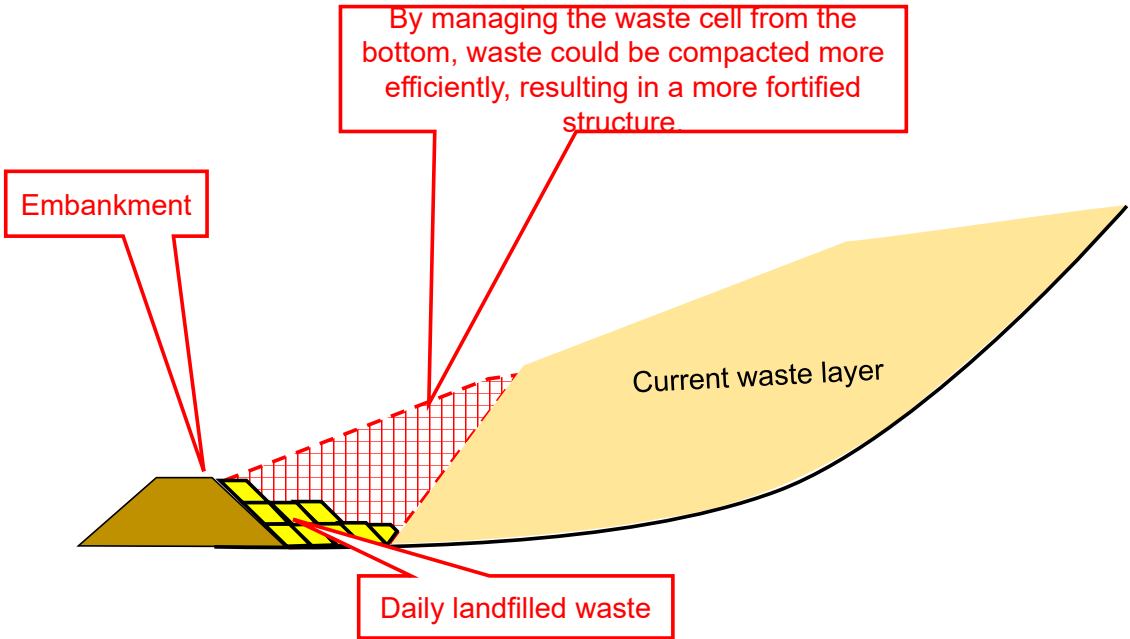 By managing the waste cell from the
bottom, waste could be compacted more
efficiently, resulting in a more fortified
structure.
Embankment
Current waste layer
Daily landfilled waste